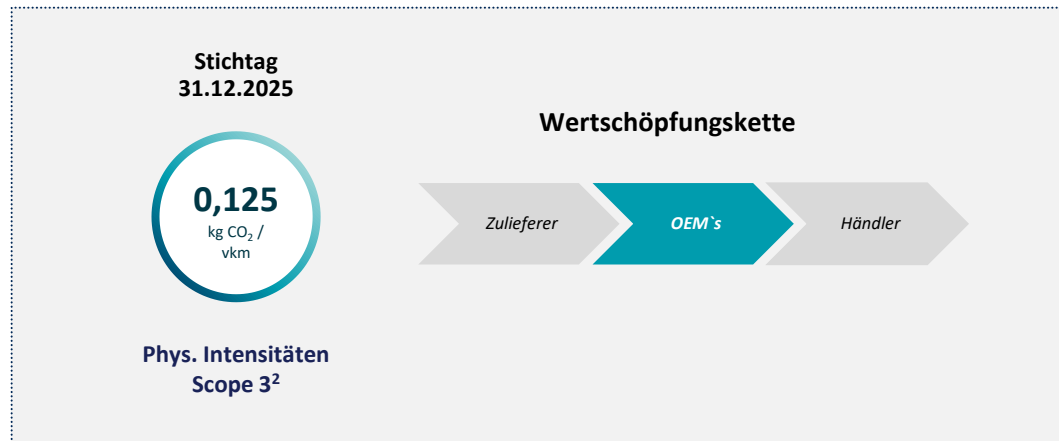 Stichtag
31.12.2025
0,125
kg CO₂ /
vkm
Phys. Intensitäten
Scope 3²
Wertschöpfungskette
Zulieferer
OEM`s
Händler